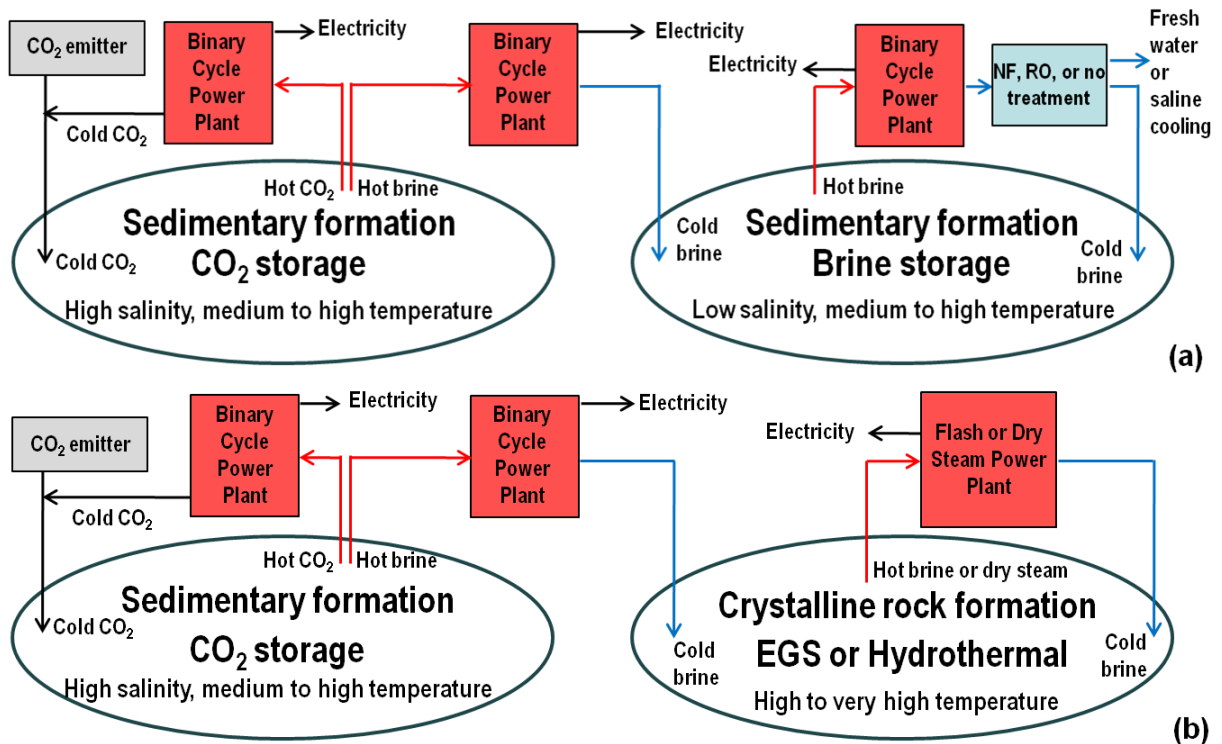 CO₂ emitter
Binary
Cycle
Power
Plant
Electricity
Cold CO₂
Hot CO₂
Hot brine
Binary
Cycle
Power
Plant
Electricity
Sedimentary formation
CO₂ storage
Cold CO₂
High salinity, medium to high temperature
Cold
brine
Electricity
Binary
Cycle
Power
Plant
NF, RO, or no
treatment
Fresh
water
or
saline
cooling
Hot brine
Sedimentary formation
Brine storage
Cold
brine
Low salinity, medium to high temperature
(a)
CO₂ emitter
Binary
Cycle
Power
Plant
Electricity
Cold CO₂
Hot CO₂
Hot brine
Binary
Cycle
Power
Plant
Electricity
Sedimentary formation
CO₂ storage
Cold CO₂
High salinity, medium to high temperature
Cold
brine
Electricity
Flash or Dry
Steam Power
Plant
Hot brine or dry steam
Crystalline rock formation
EGS or Hydrothermal
Cold
brine
High to very high temperature
(b)